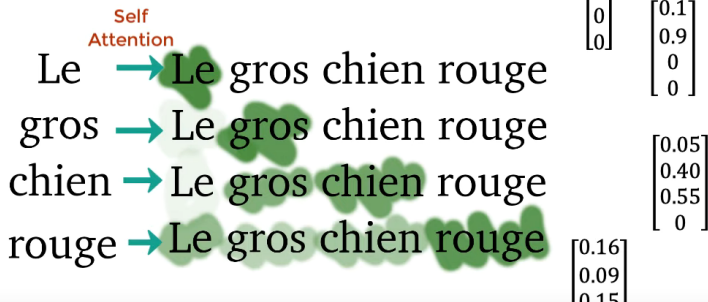 Self
Attention
Le → Le gros chien rouge
gros → Le gros chien rouge
chien → Le gros chien rouge
rouge → Le gros chien rouge
0
0
0.1
0.9
0
0
0.05
0.40
0.55
0
0.16
0.09
0.15